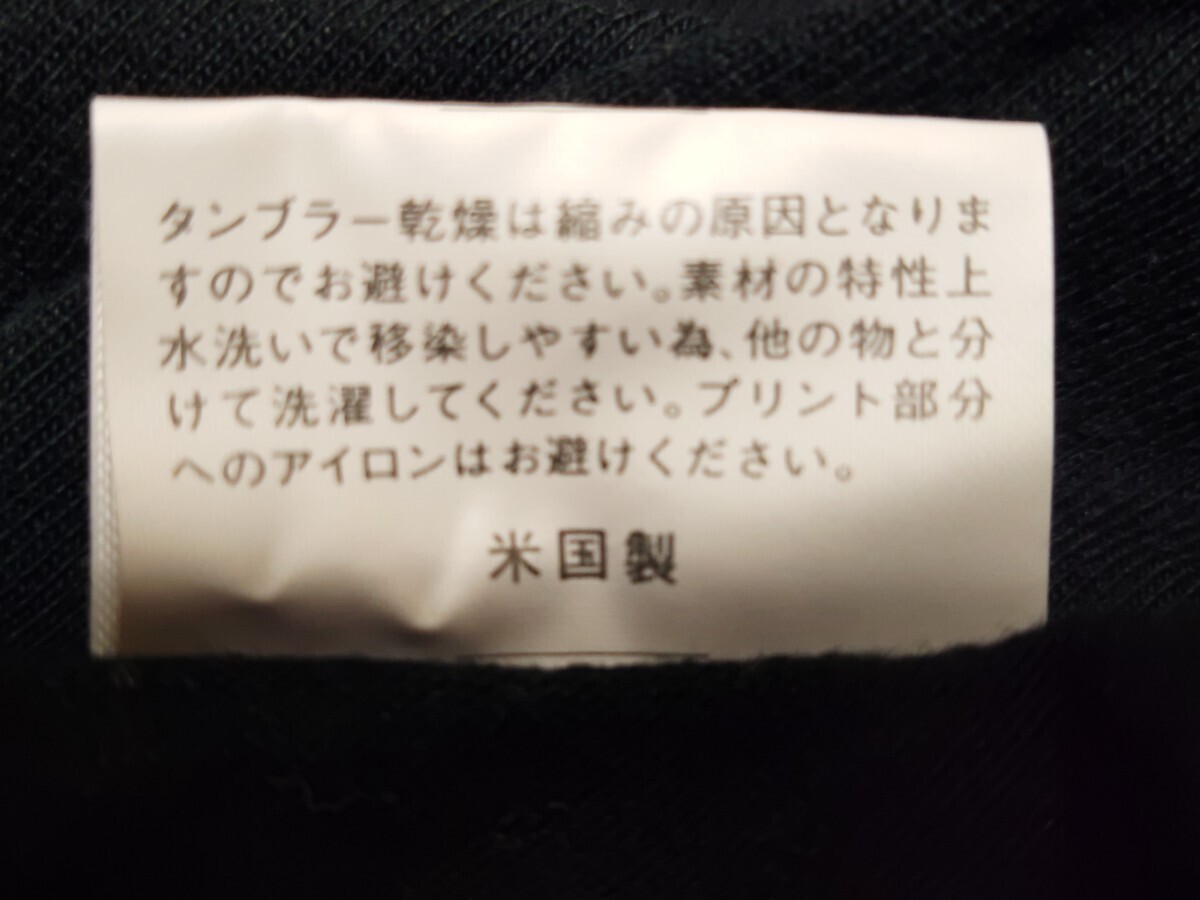 タンブラー乾燥は縮みの原因となりま
すのでお避けください。素材の特性上
水洗いで移染しやすい為、他の物と分
けて洗濯してください。プリント部分
へのアイロンはお避けください。
米国製